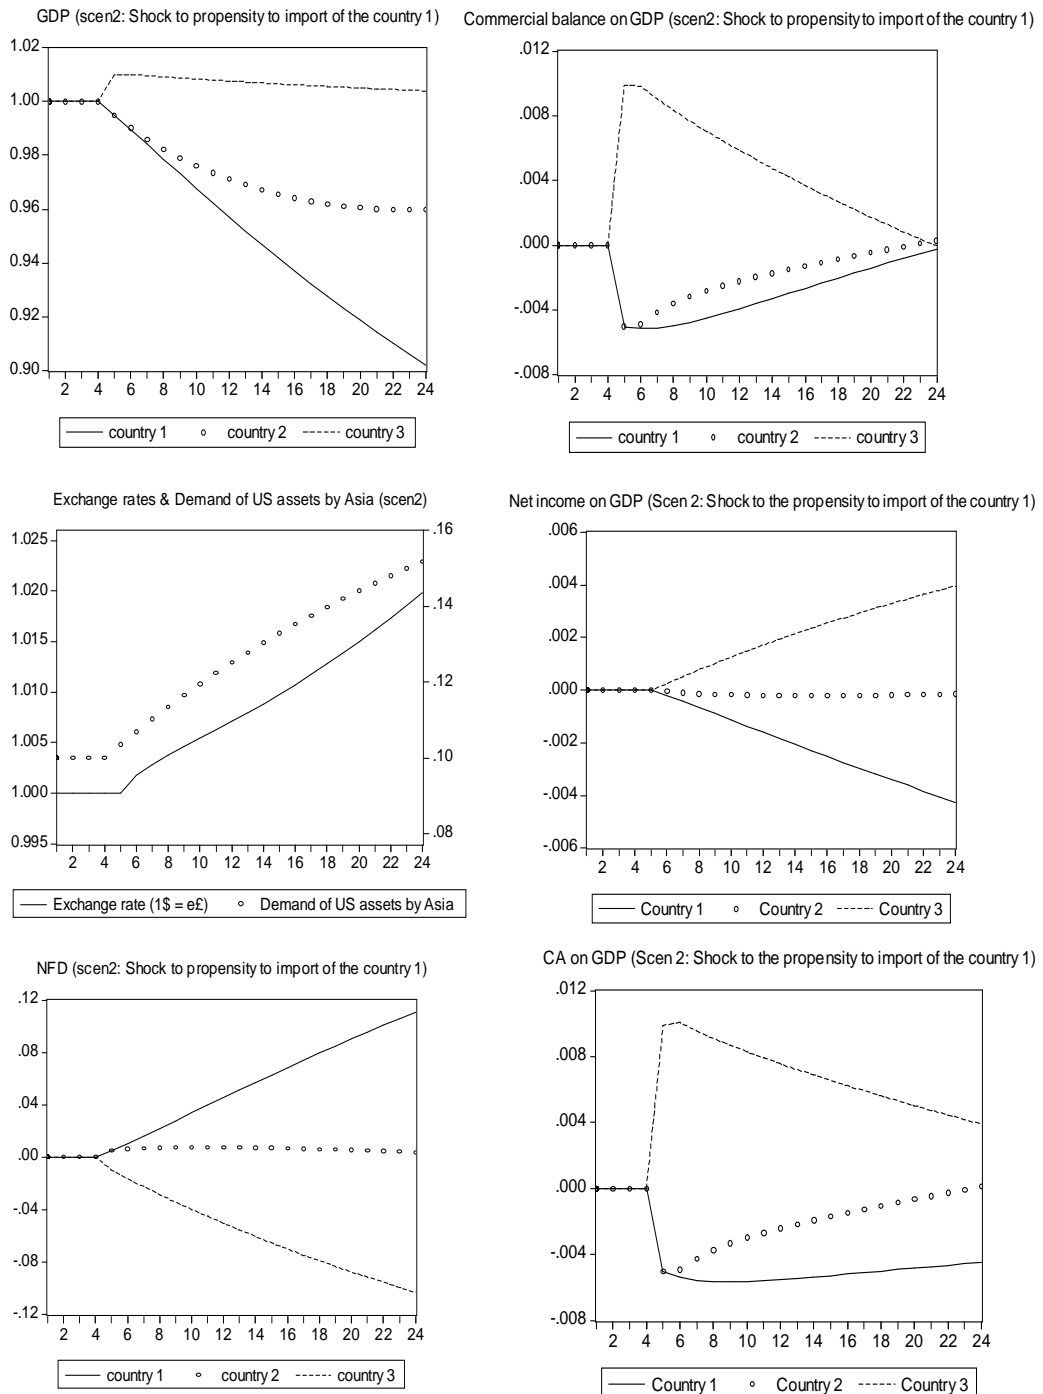 GDP (scen2: Shock to propensity to import of the country 1)
1.02
1.00
0.98
0.96
0.94
0.92
0.90
2 4 6 8 10 12 14 16 18 20 22 24
country 1 country 2 country 3
Commercial balance on GDP (scen2: Shock to propensity to import of the country 1)
.012
.008
.004
.000
-.004
-.008
2 4 6 8 10 12 14 16 18 20 22 24
country 1 country 2 country 3
Exchange rates & Demand of US assets by Asia (scen2)
1.025
1.020
1.015
1.010
1.005
1.000
0.995
.16
.14
.12
.10
.08
2 4 6 8 10 12 14 16 18 20 22 24
Exchange rate (1$ = e£) Demand of US assets by Asia
Net income on GDP (Scen 2: Shock to the propensity to import of the country 1)
.006
.004
.002
.000
-.002
-.004
-.006
2 4 6 8 10 12 14 16 18 20 22 24
Country 1 Country 2 Country 3
NFD (scen2: Shock to propensity to import of the country 1)
.12
.08
.04
.00
-.04
-.08
-.12
2 4 6 8 10 12 14 16 18 20 22 24
country 1 country 2 country 3
CA on GDP (Scen 2: Shock to the propensity to import of the country 1)
.012
.008
.004
.000
-.004
-.008
2 4 6 8 10 12 14 16 18 20 22 24
Country 1 Country 2 Country 3